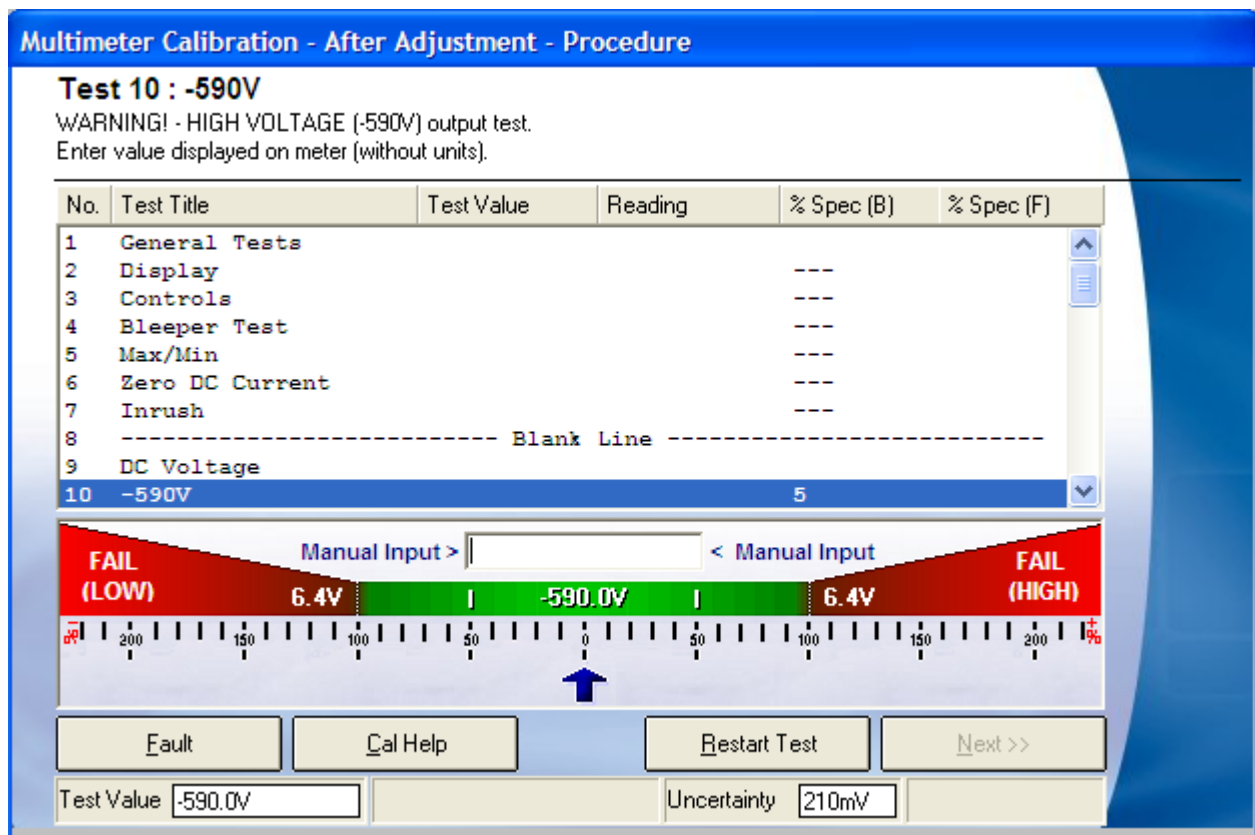 Multimeter Calibration - After Adjustment - Procedure
Test 10 : -590V
WARNING! - HIGH VOLTAGE (-590V) output test.
Enter value displayed on meter (without units).
No. Test Title Test Value Reading % Spec (B) % Spec (F)
1 General Tests
2 Display ---
3 Controls ---
4 Bleeper Test ---
5 Max/Min ---
6 Zero DC Current ---
7 Inrush ---
8 --------------------------- Blank Line ---------------------------
9 DC Voltage
10 -590V 5
Manual Input > < Manual Input
FAIL (LOW) 6.4V -590.0V 6.4V FAIL (HIGH)
-% 200 150 100 50 0 50 100 150 200 +%
Fault Cal Help Restart Test Next >>
Test Value -590.0V Uncertainty 210mV